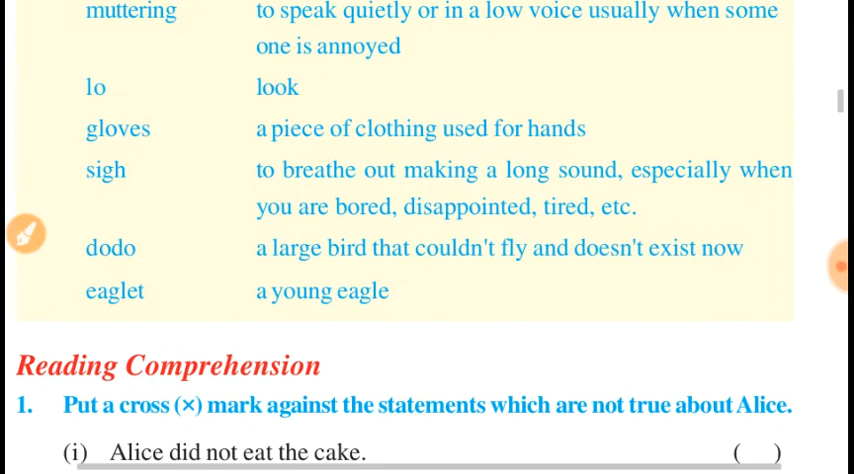 muttering to speak quietly or in a low voice usually when some
one is annoyed
lo look
gloves a piece of clothing used for hands
sigh to breathe out making a long sound, especially when
you are bored, disappointed, tired, etc.
dodo a large bird that couldn't fly and doesn't exist now
eaglet a young eagle
Reading Comprehension
1. Put a cross (×) mark against the statements which are not true about Alice.
(i) Alice did not eat the cake. ( )